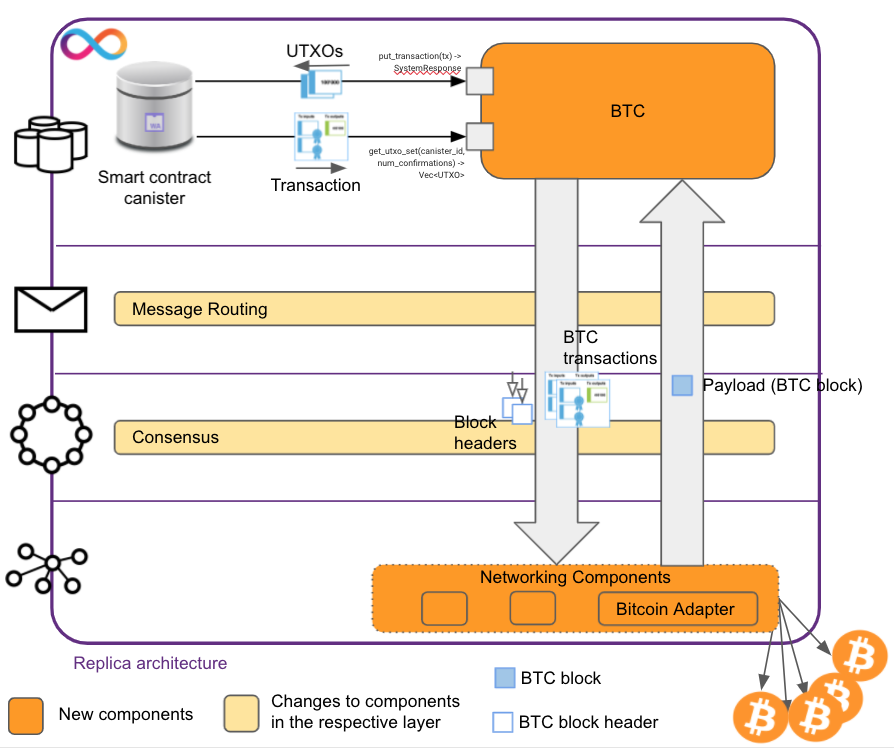 UTXOs
put_transaction(tx) ->
SystemResponse
BTC
get_utxo_set(canister_id,
num_confirmations) ->
Vec<UTXO>
Transaction
Smart contract
canister
Message Routing
BTC
transactions
Payload (BTC block)
Block
headers
Consensus
Networking Components
Bitcoin Adapter
Replica architecture
BTC block
New components
Changes to components
in the respective layer
BTC block header